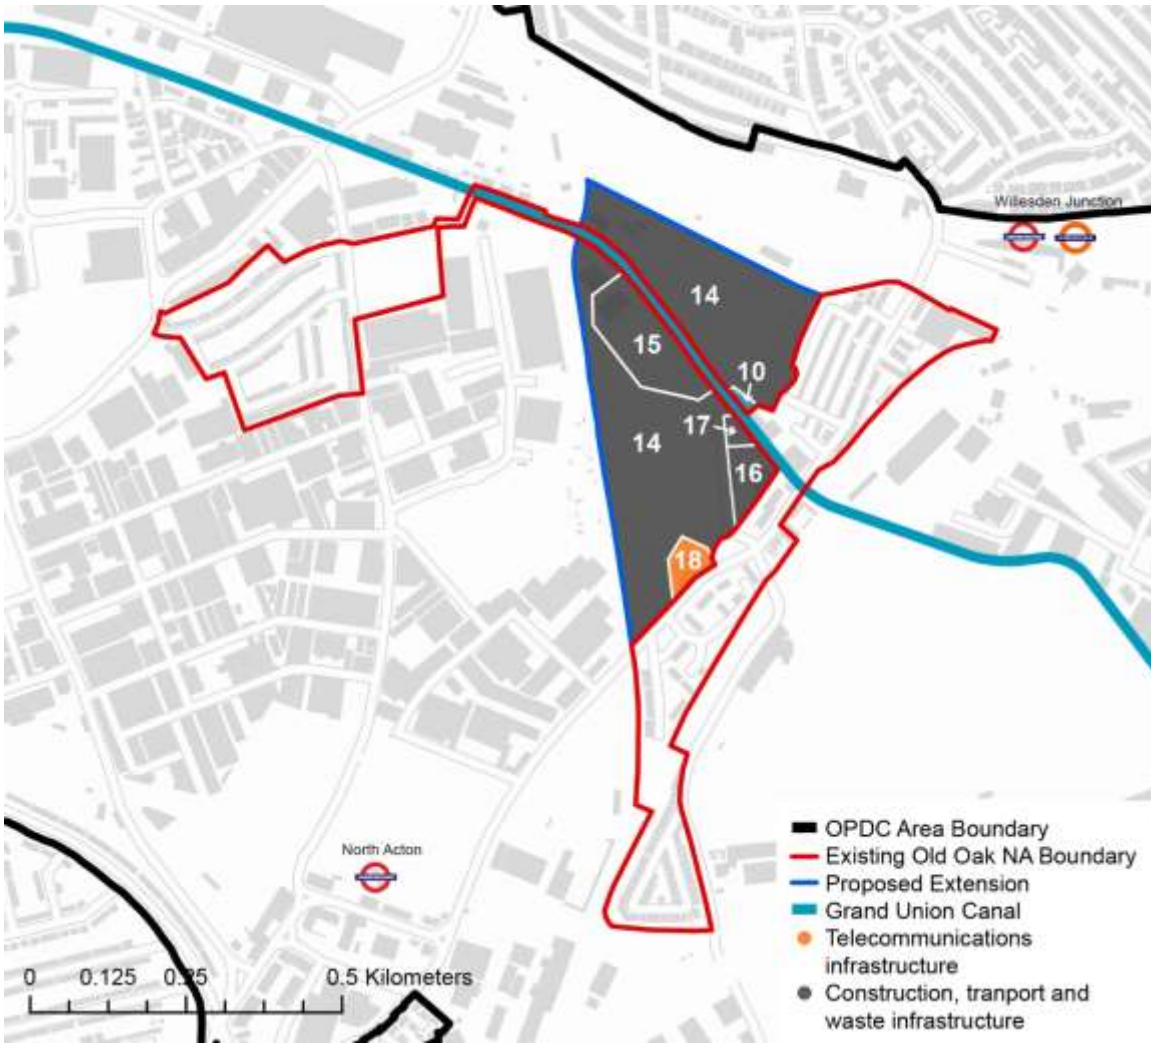 Willesden Junction
14
15
10
17
14
16
18
North Acton
0 0.125 0.25 0.5 Kilometers
OPDC Area Boundary
Existing Old Oak NA Boundary
Proposed Extension
Grand Union Canal
Telecommunications
infrastructure
Construction, tranport and
waste infrastructure